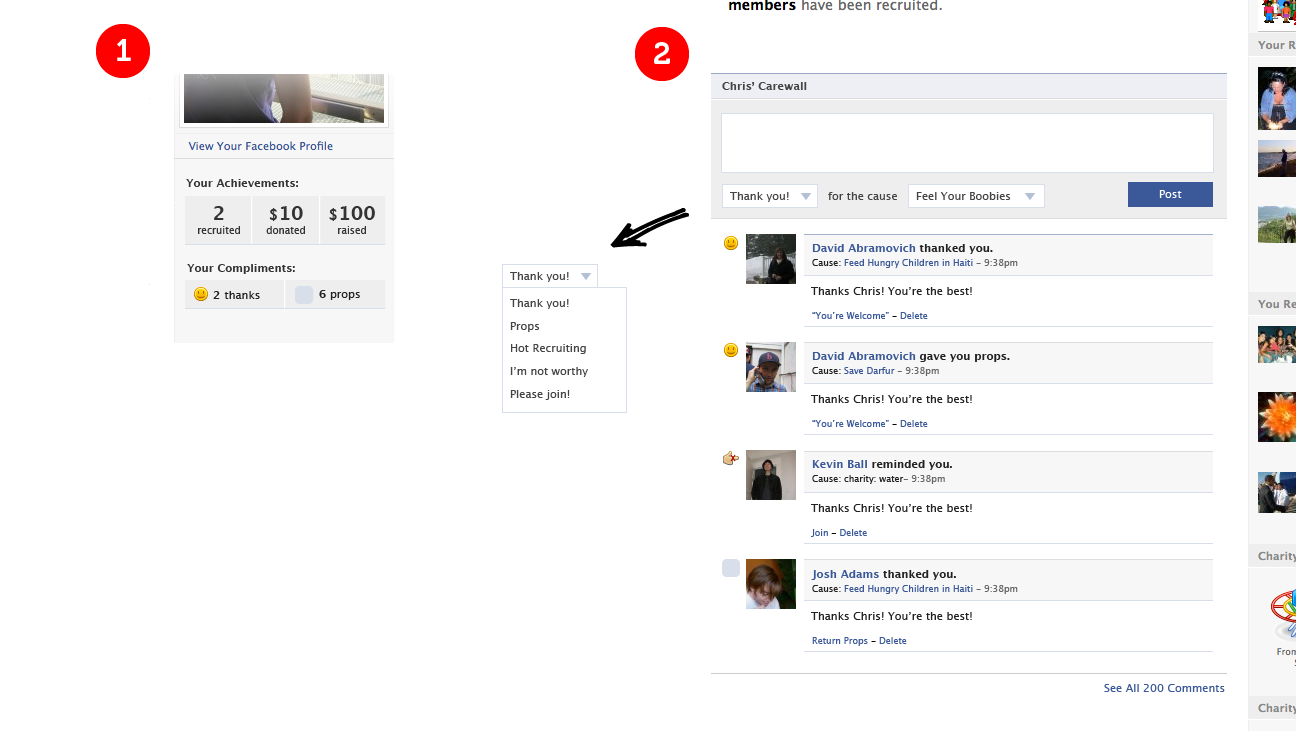 members have been recruited.
1
2
View Your Facebook Profile
Your Achievements:
2 $10 $100
recruited donated raised
Your Compliments:
2 thanks 6 props
Thank you!
Thank you!
Props
Hot Recruiting
I'm not worthy
Please join!
Chris' Carewall
Thank you! for the cause Feel Your Boobies Post
David Abramovich thanked you.
Cause: Feed Hungry Children in Haiti – 9:38pm
Thanks Chris! You're the best!
"You're Welcome" – Delete
David Abramovich gave you props.
Cause: Save Darfur – 9:38pm
Thanks Chris! You're the best!
"You're Welcome" – Delete
Kevin Ball reminded you.
Cause: charity: water– 9:38pm
Thanks Chris! You're the best!
Join – Delete
Josh Adams thanked you.
Cause: Feed Hungry Children in Haiti – 9:38pm
Thanks Chris! You're the best!
Return Props – Delete
See All 200 Comments
Your R
You Re
Charity
From
Charity